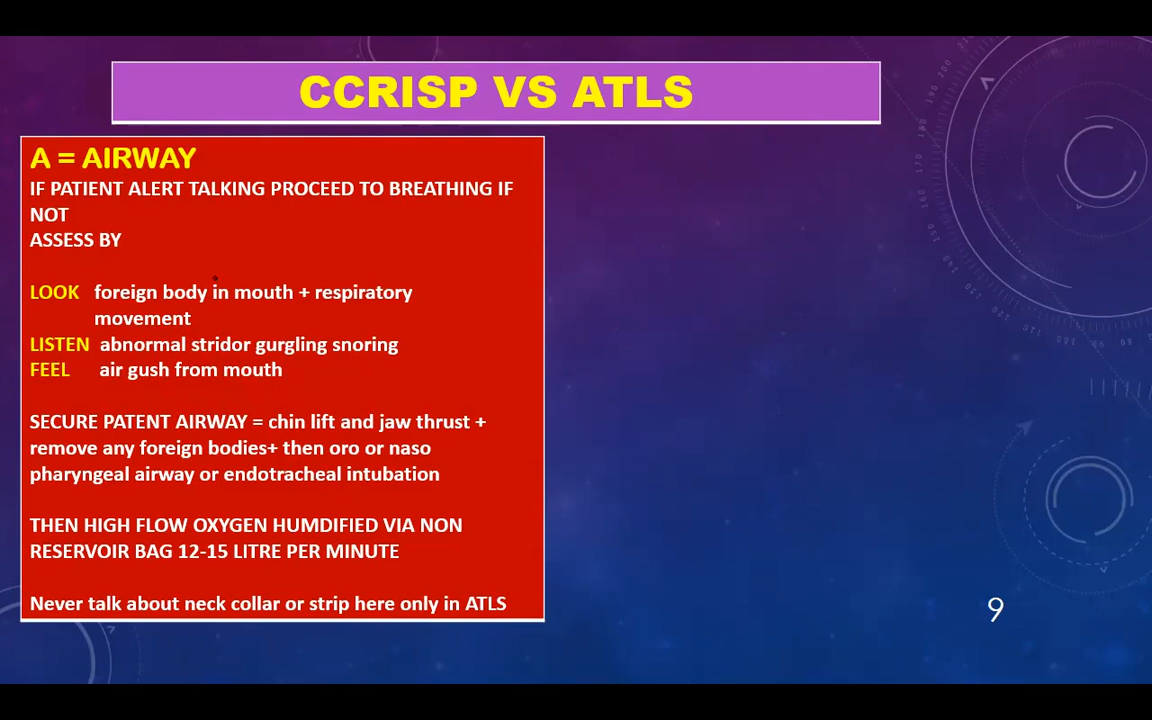 CCRISP VS ATLS
A = AIRWAY
IF PATIENT ALERT TALKING PROCEED TO BREATHING IF
NOT
ASSESS BY
LOOK foreign body in mouth + respiratory
movement
LISTEN abnormal stridor gurgling snoring
FEEL air gush from mouth
SECURE PATENT AIRWAY = chin lift and jaw thrust +
remove any foreign bodies+ then oro or naso
pharyngeal airway or endotracheal intubation
THEN HIGH FLOW OXYGEN HUMDIFIED VIA NON
RESERVOIR BAG 12-15 LITRE PER MINUTE
Never talk about neck collar or strip here only in ATLS
9